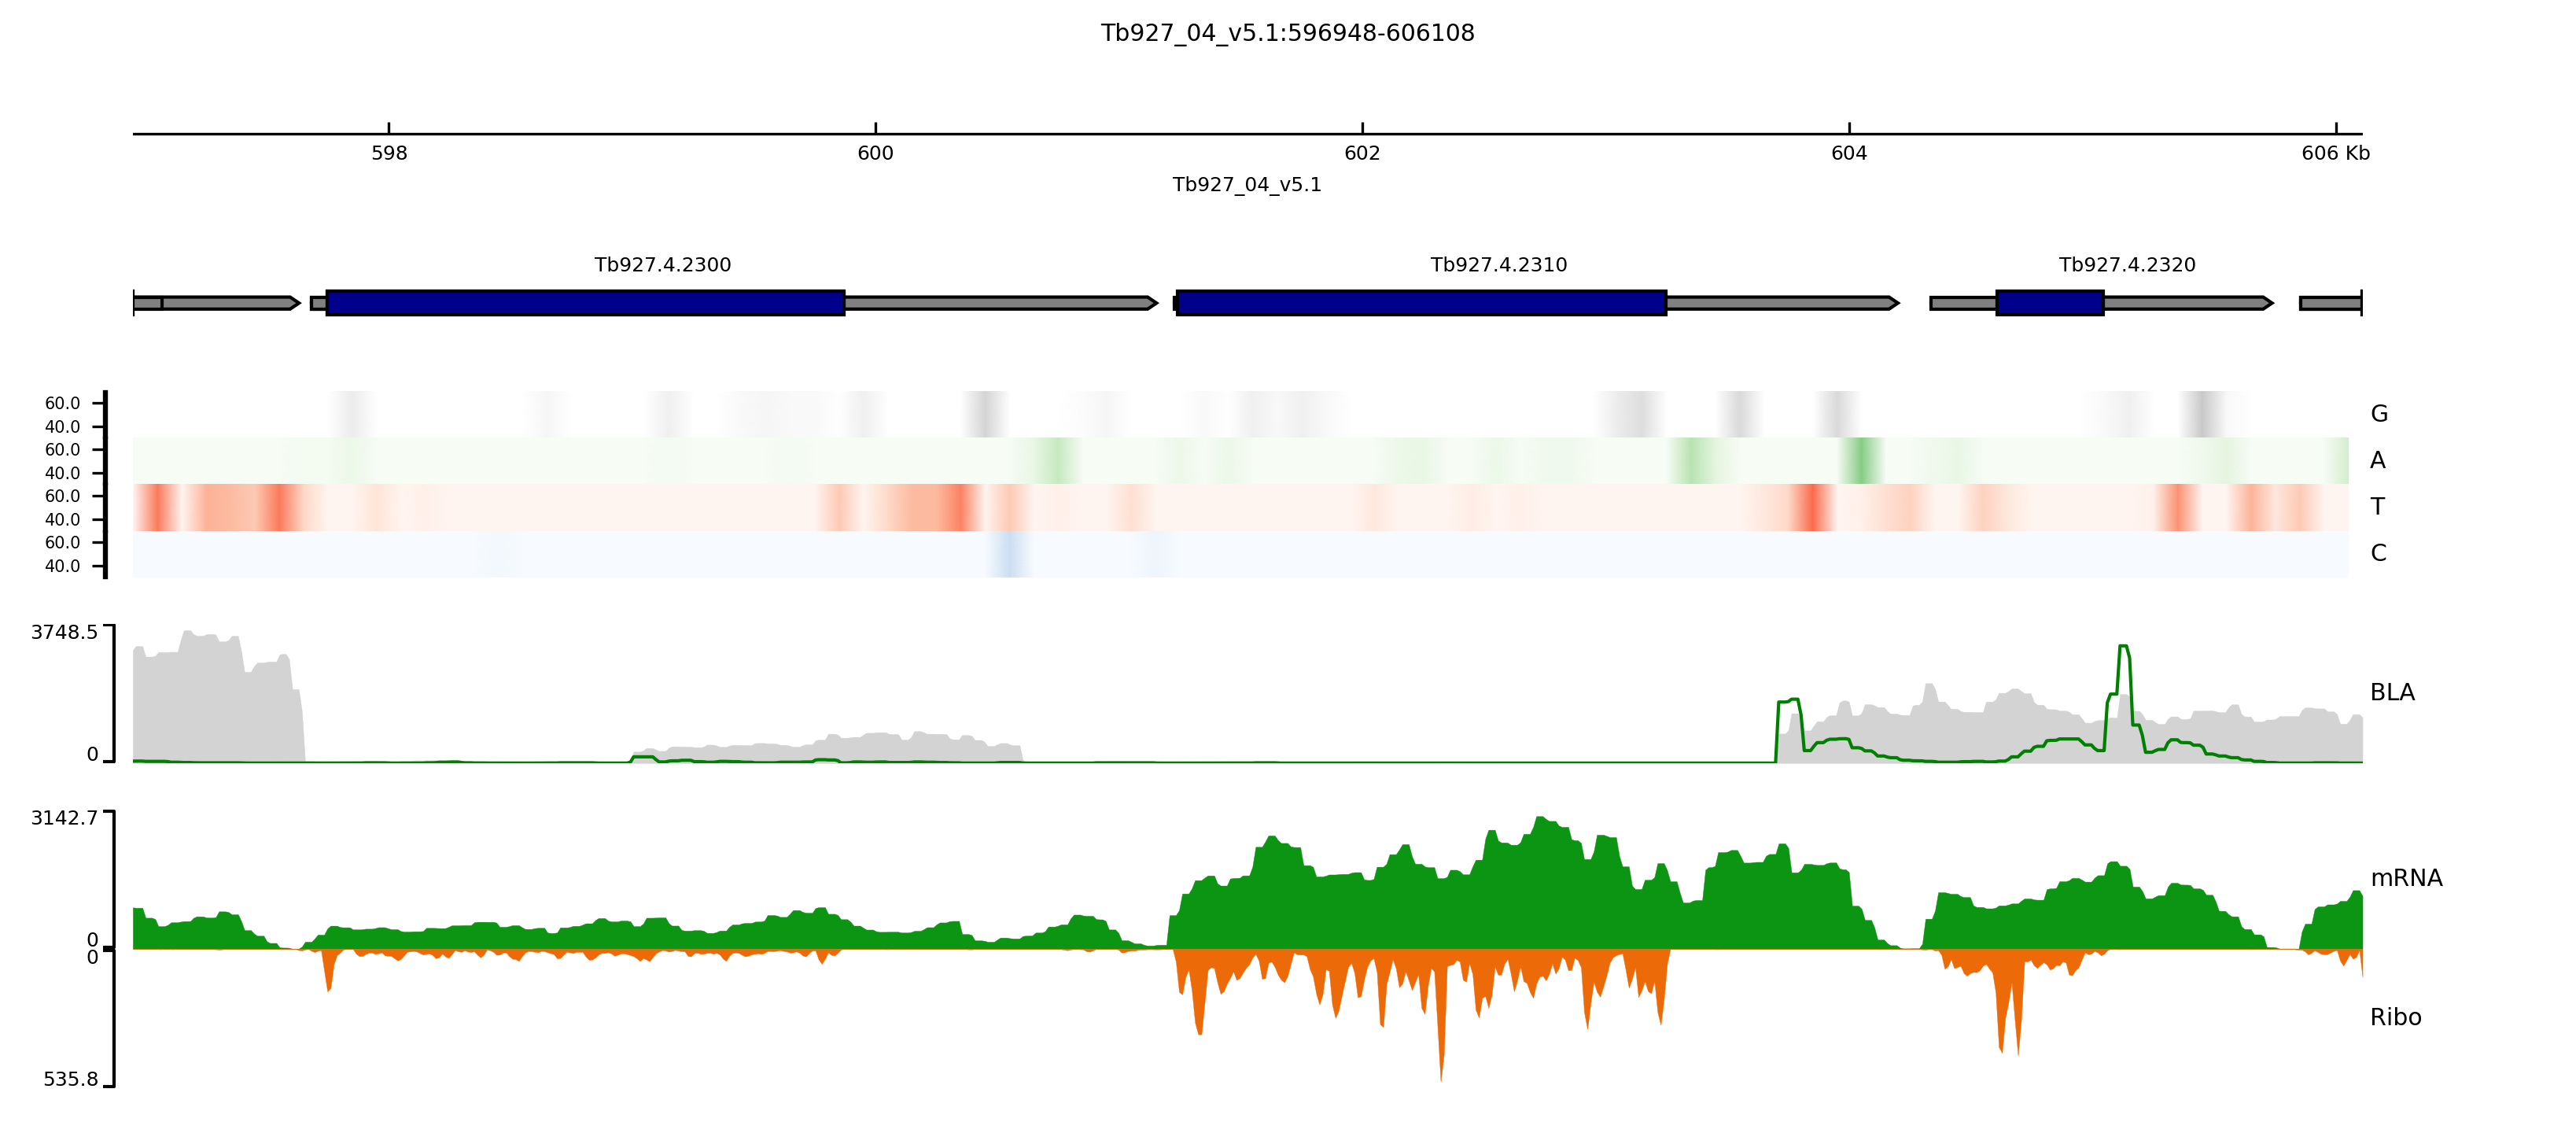 Tb927_04_v5.1:596948-606108
598 600 602 604 606 Kb
Tb927_04_v5.1
Tb927.4.2300 Tb927.4.2310 Tb927.4.2320
60.0
40.0
G
60.0
40.0
A
60.0
40.0
T
60.0
40.0
C
3748.5
BLA
0
3142.7
mRNA
0
0
Ribo
535.8